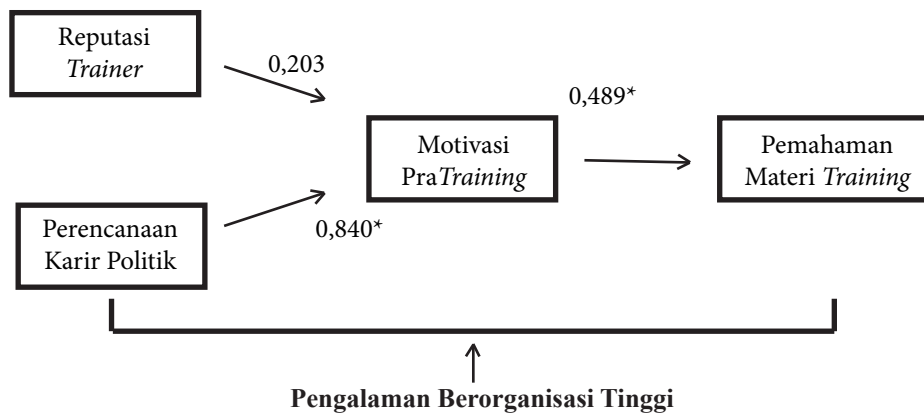 Reputasi
Trainer
0,203
0,489*
Motivasi
PraTraining
Pemahaman
Materi Training
Perencanaan
Karir Politik
0,840*
Pengalaman Berorganisasi Tinggi